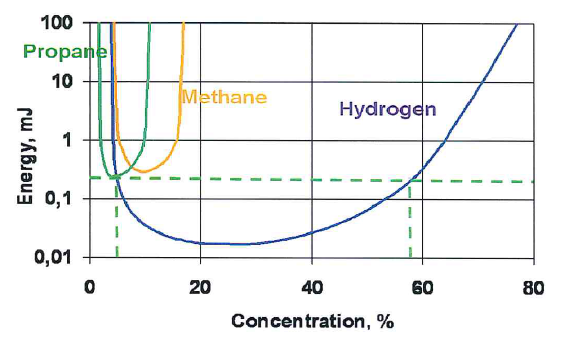 100
Propane
10
Methane
Hydrogen
1
Energy, mJ
0,1
0,01
0 20 40 60 80
Concentration, %